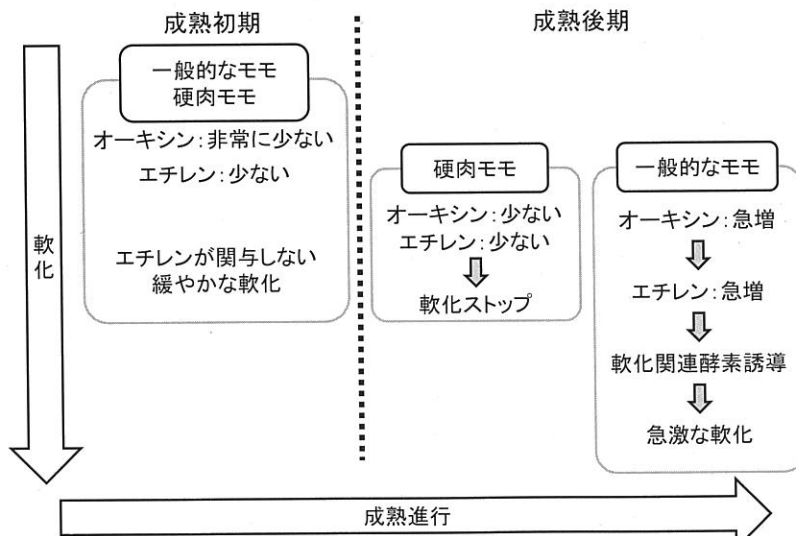 成熟初期
一般的なモモ
硬肉モモ
オーキシン:非常に少ない
エチレン:少ない
エチレンが関与しない
緩やかな軟化
成熟後期
硬肉モモ
オーキシン:少ない
エチレン:少ない
軟化ストップ
一般的なモモ
オーキシン:急増
エチレン:急増
軟化関連酵素誘導
急激な軟化
軟化
成熟進行